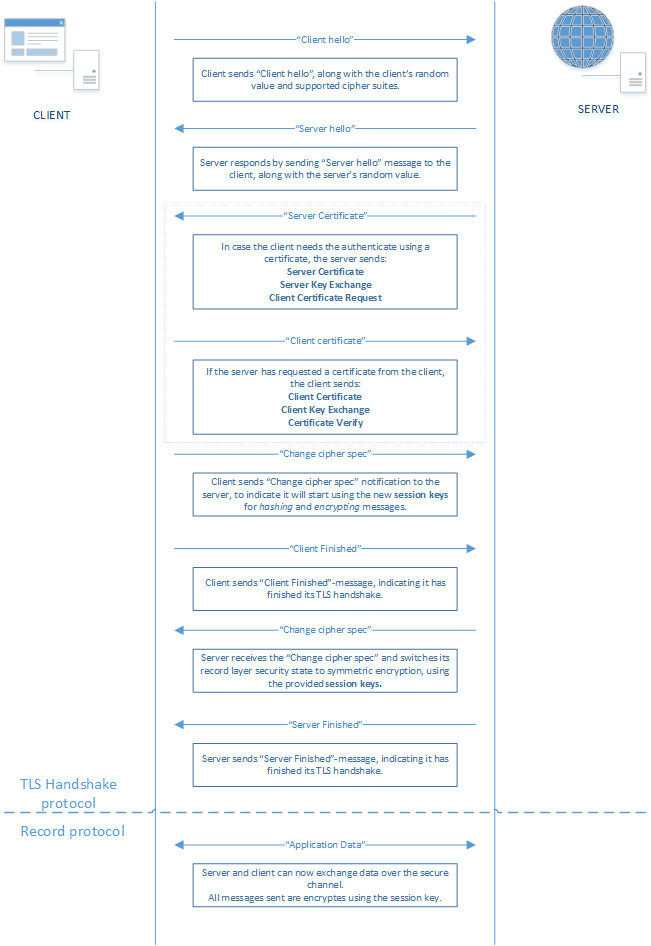 CLIENT
SERVER
“Client hello”
Client sends “Client hello”, along with the client’s random
value and supported cipher suites.
“Server hello”
Server responds by sending “Server hello” message to the
client, along with the server’s random value.
“Server Certificate”
In case the client needs the authenticate using a
certificate, the server sends:
Server Certificate
Server Key Exchange
Client Certificate Request
“Client certificate”
If the server has requested a certificate from the client,
the client sends:
Client Certificate
Client Key Exchange
Certificate Verify
“Change cipher spec”
Client sends “Change cipher spec” notification to the
server, to indicate it will start using the new session keys
for hashing and encrypting messages.
“Client Finished”
Client sends “Client Finished”-message, indicating it has
finished its TLS handshake.
“Change cipher spec”
Server receives the “Change cipher spec” and switches its
record layer security state to symmetric encryption, using
the provided session keys.
“Server Finished”
Server sends “Server Finished”-message, indicating it has
finished its TLS handshake.
TLS Handshake
protocol
Record protocol
“Application Data”
Server and client can now exchange data over the secure
channel.
All messages sent are encryptes using the session key.